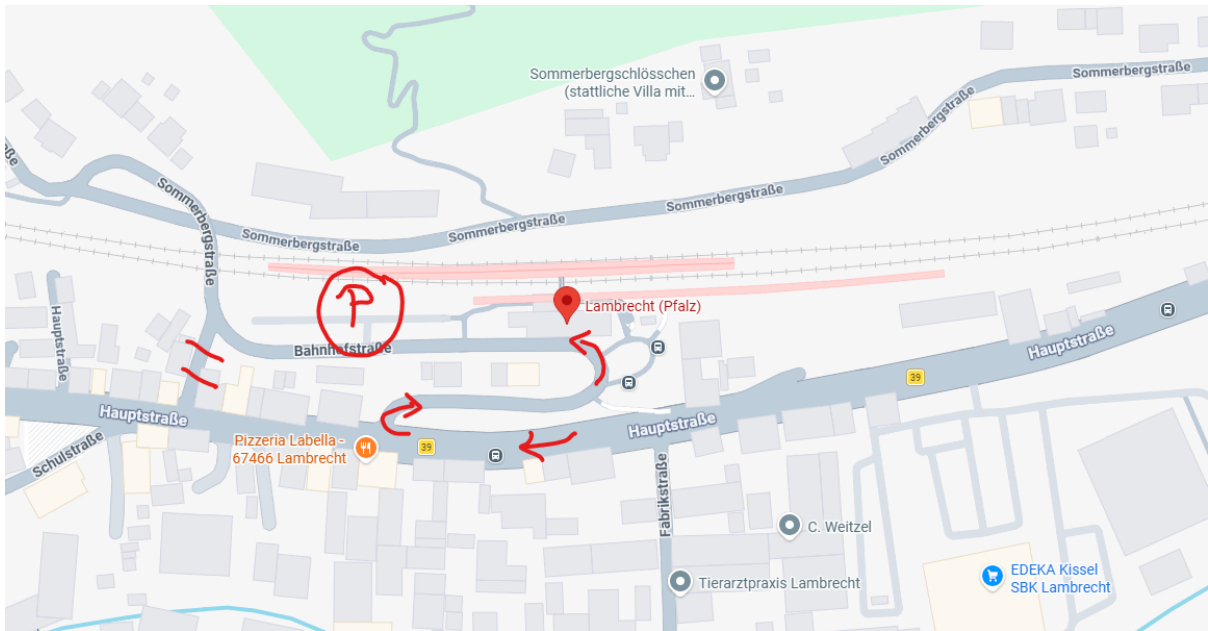 Sommerbergschlösschen
(stattliche Villa mit...
Sommerbergstraße
Sommerbergstraße
Sommerbergstraße
Sommerbergstraße
Sommerbergstraße
Sommerbergstraße
P
Lambrecht (Pfalz)
Hauptstraße
Bahnhofstraße
Hauptstraße
39
Hauptstraße
Hauptstraße
Schulstraße
Pizzeria Labella -
67466 Lambrecht
39
Fabrikstraße
C. Weitzel
Tierarztpraxis Lambrecht
EDEKA Kissel
SBK Lambrecht